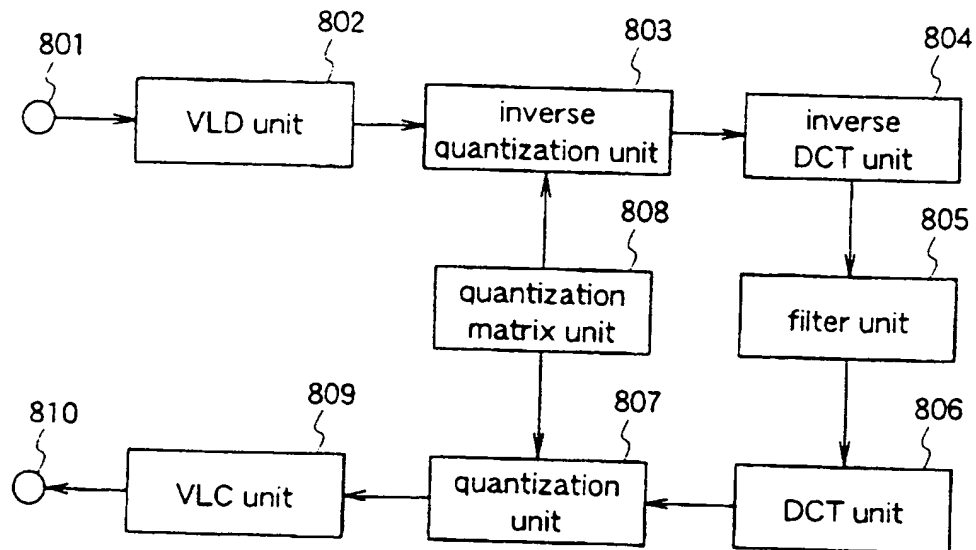 801
802
803
804
VLD unit
inverse
quantization unit
inverse
DCT unit
808
805
quantization
matrix unit
filter unit
810
809
807
806
VLC unit
quantization
unit
DCT unit